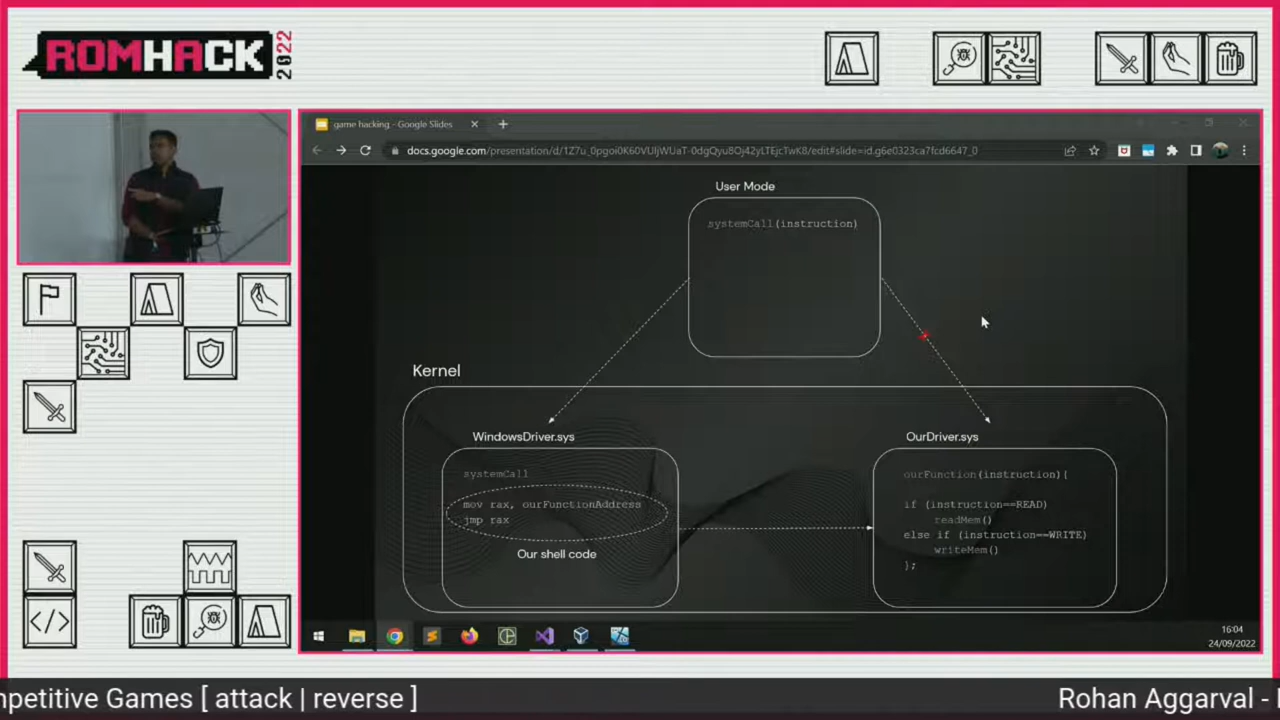 ROMHACK
2022
game hacking - Google Slides
docs.google.com/presentation/d/1Z7u_0pgoi0K60VUIjWUaT-0dgQyu8Oj42yLTEjcTwK8/edit#slide=id.g6e0323ca7fcd6647_0
User Mode
systemCall(instruction)
Kernel
WindowsDriver.sys
OurDriver.sys
systemCall
mov rax, ourFunctionAddress
jmp rax
Our shell code
ourFunction(instruction){
if (instruction==READ)
readMem()
else if (instruction==WRITE)
writeMem()
};
16:04
24/09/2022
</>
mpetitive Games [ attack | reverse ]
Rohan Aggarval -